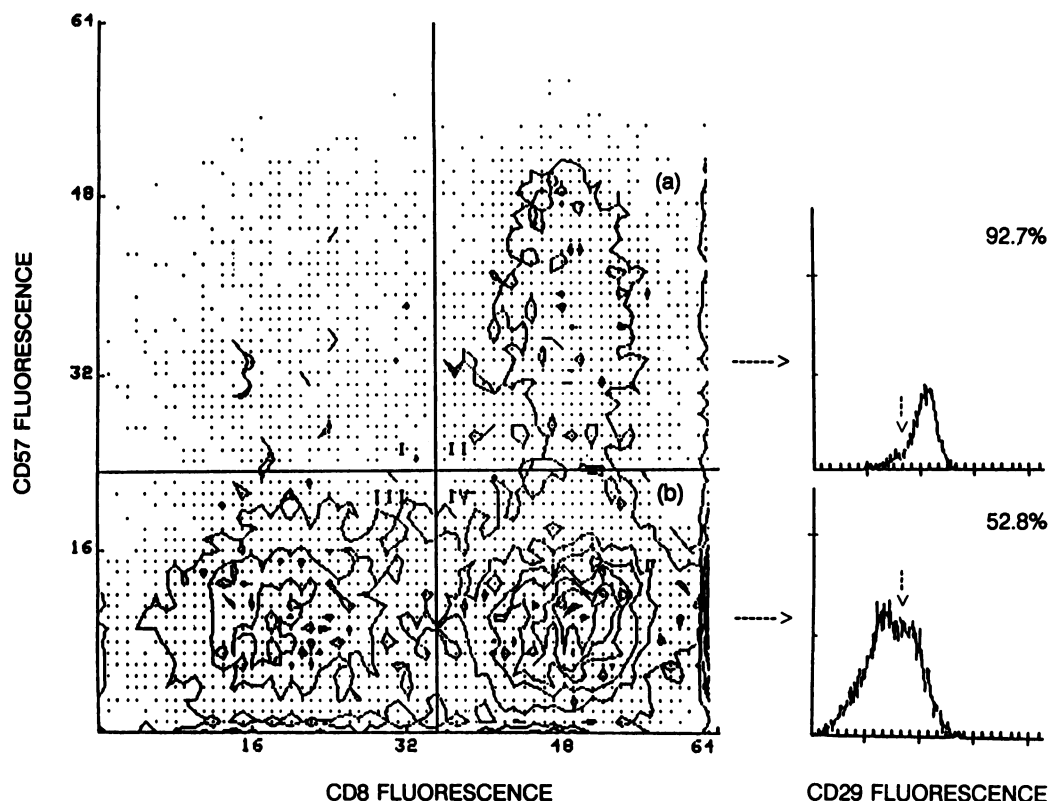 64
48
32
16
CD57 FLUORESCENCE
(a)
I
II
III
IV
(b)
16
32
48
64
CD8 FLUORESCENCE
92.7%
52.8%
CD29 FLUORESCENCE